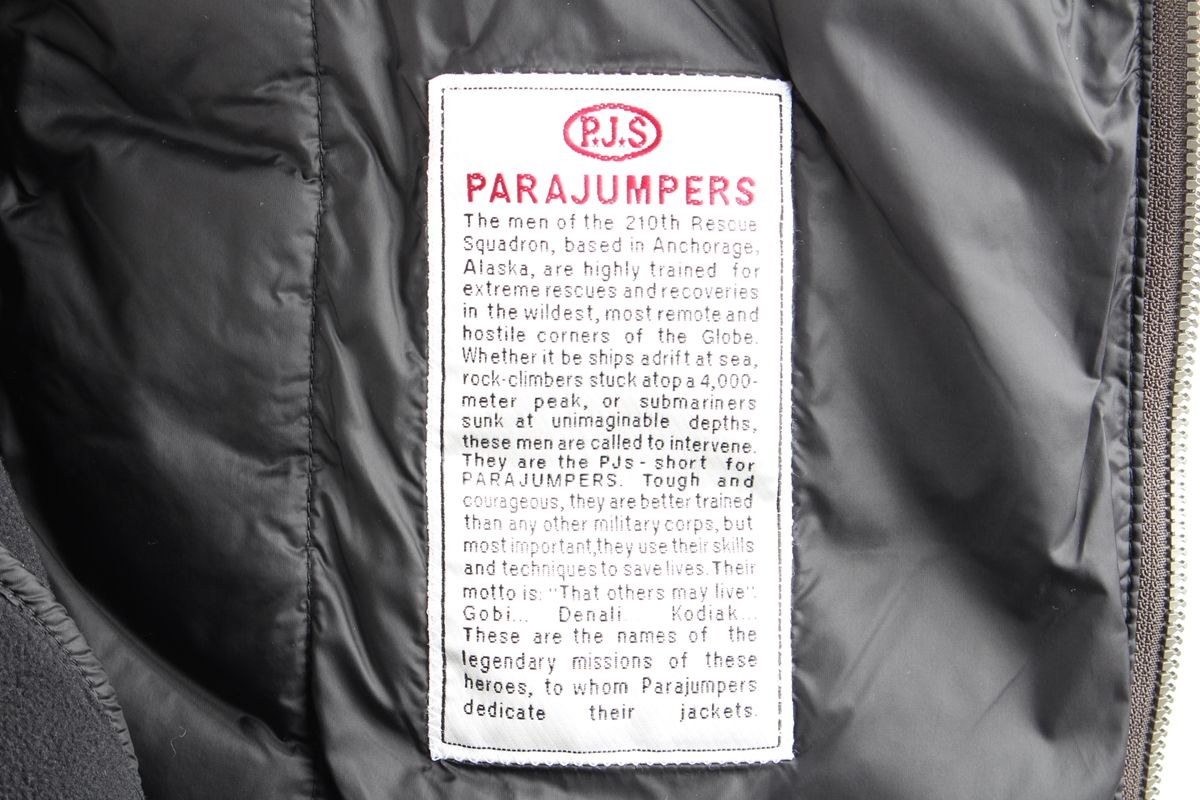 P.J.S
PARAJUMPERS
The men of the 210th Rescue
Squadron, based in Anchorage,
Alaska, are highly trained for
extreme rescues and recoveries
in the wildest, most remote and
hostile corners of the Globe.
Whether it be ships adrift at sea,
rock-climbers stuck atop a 4,000-
meter peak, or submariners
sunk at unimaginable depths,
these men are called to intervene.
They are the PJs - short for
PARAJUMPERS. Tough and
courageous, they are better trained
than any other military corps, but
most important,they use their skills
and techniques to save lives. Their
motto is: "That others may live".
Gobi... Denali... Kodiak...
These are the names of the
legendary missions of these
heroes, to whom Parajumpers
dedicate their jackets.